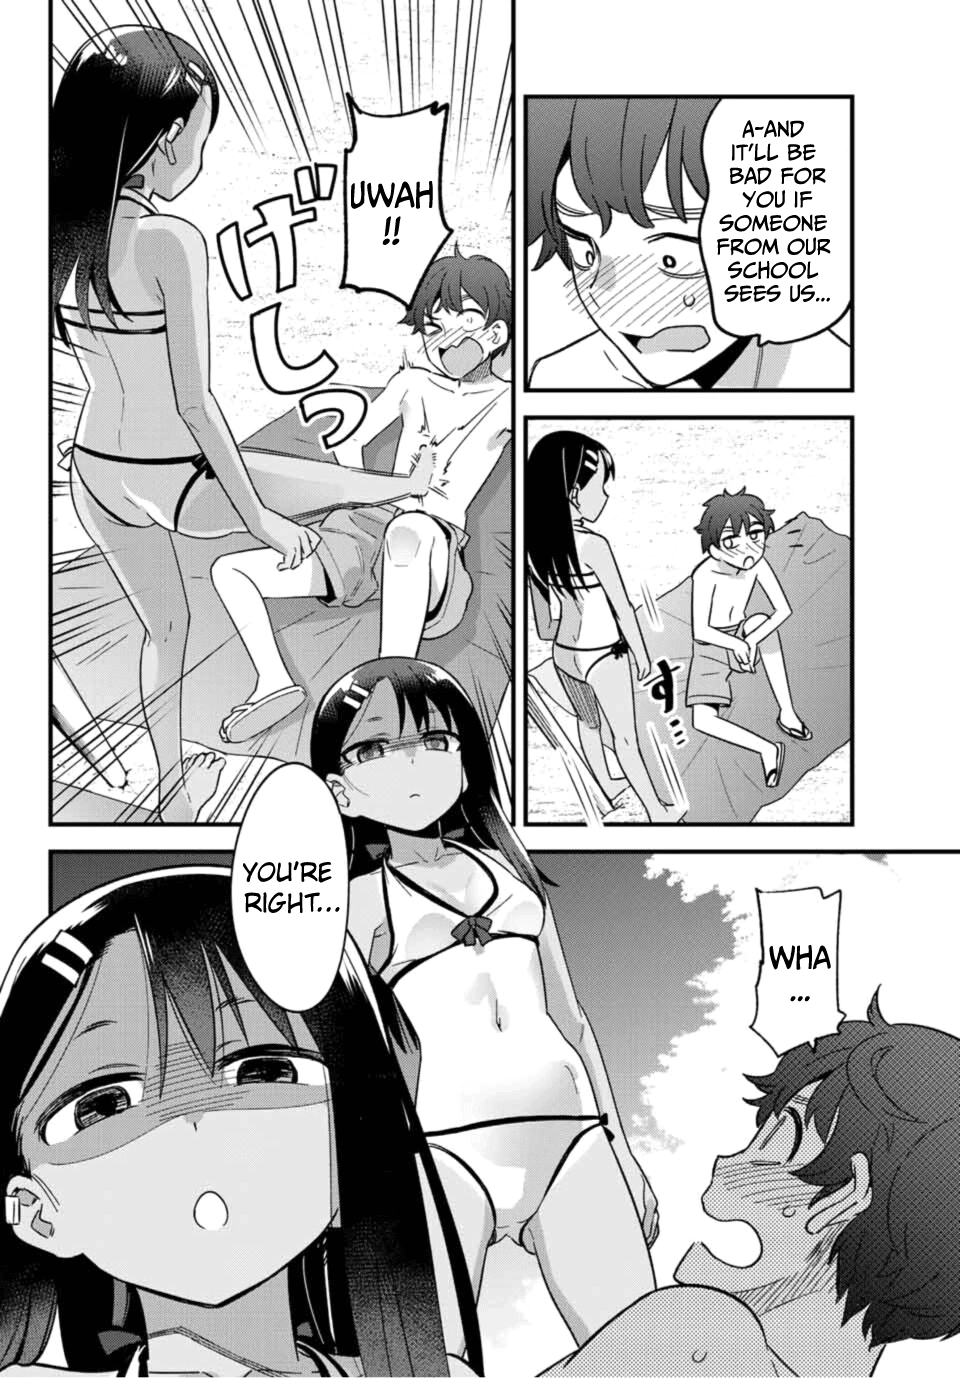 A-AND
IT'LL BE
BAD FOR
YOU IF
SOMEONE
FROM OUR
SCHOOL
SEES US...
す…
UWAH
!!
げしっ
YOU'RE
RIGHT...
WHA
...